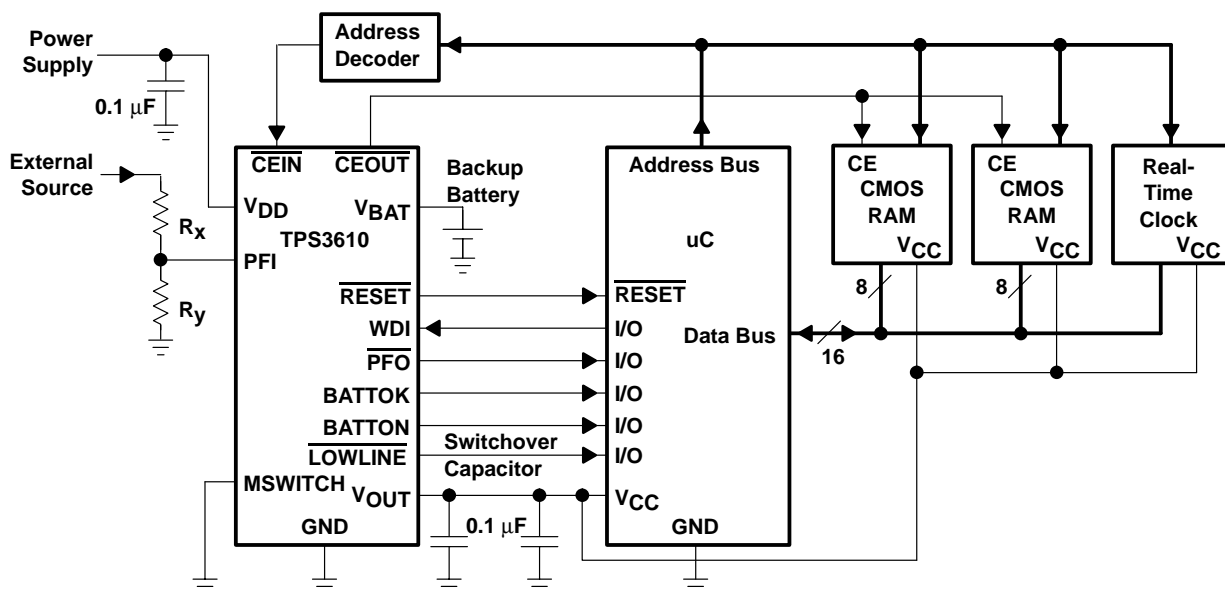 Power
Supply
0.1 μF
Address
Decoder
External
Source
Rx
Ry
CEIN
CEOUT
VDD
VBAT
TPS3610
PFI
RESET
WDI
PFO
BATTOK
BATTON
LOWLINE
MSWITCH
VOUT
GND
Backup
Battery
Switchover
Capacitor
0.1 μF
Address Bus
uC
RESET
I/O
Data Bus
I/O
I/O
I/O
I/O
VCC
GND
16
CE
CMOS
RAM
VCC
8
CE
CMOS
RAM
VCC
8
Real-
Time
Clock
VCC